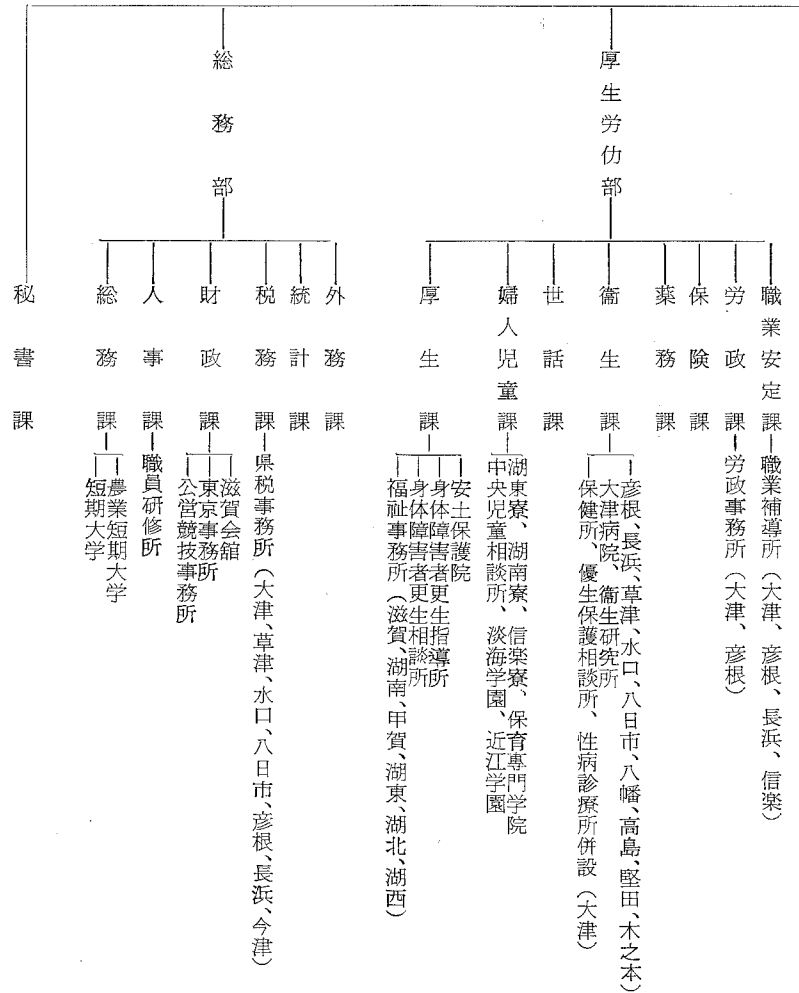 厚生労仂部
職業安定課
職業補導所（大津、彦根、長浜、信楽）
労政課
労政事務所（大津、彦根）
保険課
薬務課
衛生課
彦根、長浜、草津、水口、八日市、八幡、高島、堅田、木之本）
大津病院、衛生研究所
保健所、優生保護相談所、性病診療所併設（大津）
世話課
婦人児童課
湖東寮、湖南寮、信楽寮、保育専門学院
中央児童相談所、淡海学園、近江学園
厚生課
安土保護院
身体障害者更生指導所
身体障害者更生相談所
福祉事務所（滋賀、湖南、甲賀、湖東、湖北、湖西）
総務部
外務課
統計課
税務課
県税事務所（大津、草津、水口、八日市、彦根、長浜、今津）
財政課
滋賀会舘
東京事務所
公営競技事務所
人事課
職員研修所
総務課
農業短期大学
短期大学
秘書課